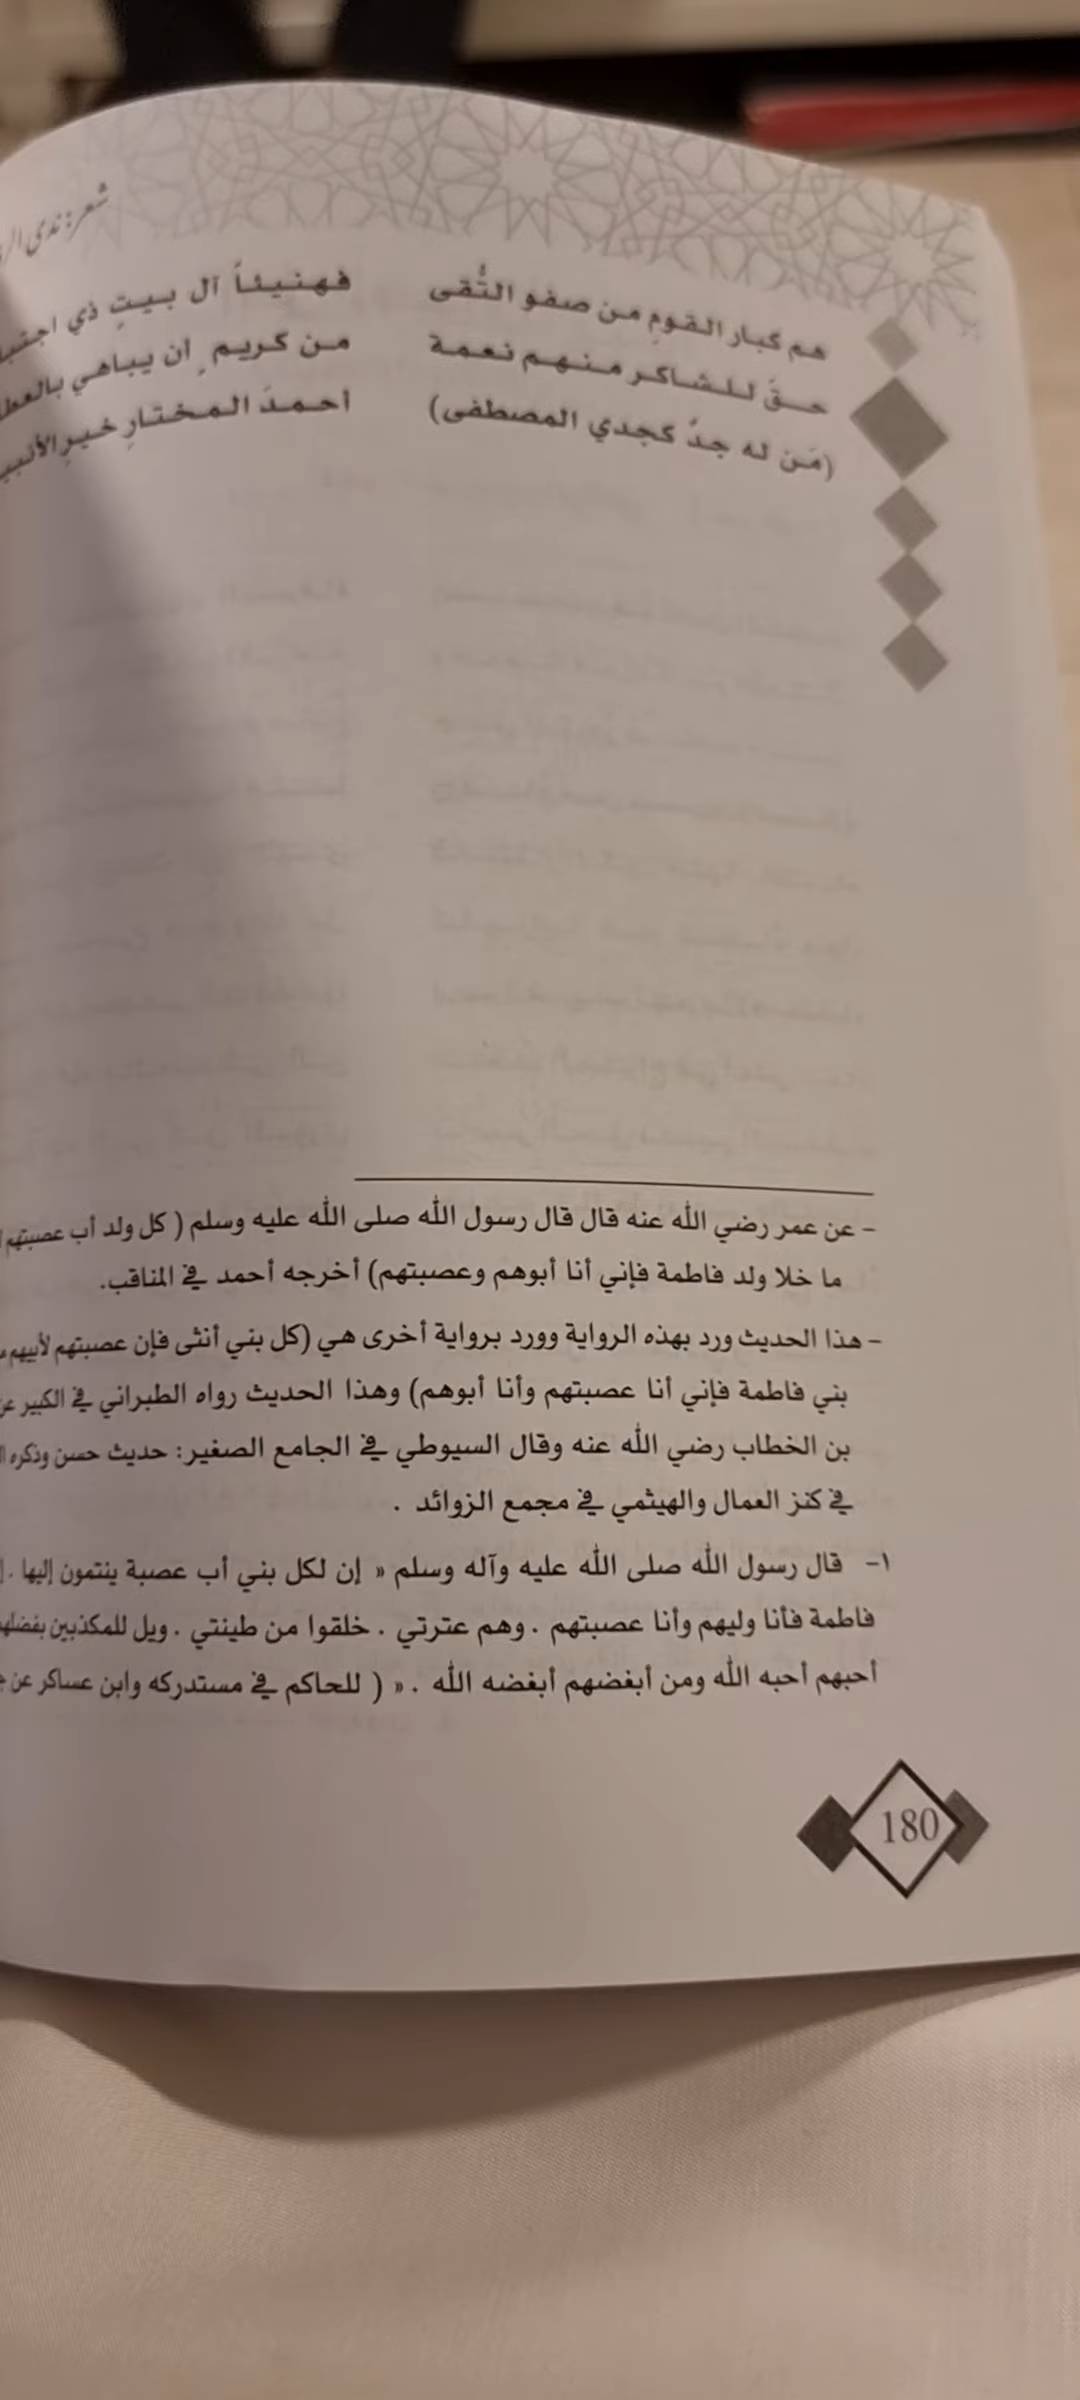 شعر: ندى
هم كبار القومِ مَن صفو التُّقى فهنيئاً آل بيتٍ ذي
حقَّ للشاكر منهم نعمة من كريمٍ ان يباهي
(مَن له جدٌ كجدي المصطفى) أحمدَ المختارِ خيرِ
- عن عمر رضي الله عنه قال قال رسول الله صلى الله عليه وسلم ( كل ولد أب عصبتهم
ما خلا ولد فاطمة فإني أنا أبوهم وعصبتهم) أخرجه أحمد في المناقب.
- هذا الحديث ورد بهذه الرواية وورد برواية أخرى هي (كل بني أنثى فإن عصبتهم لأبيهم
بني فاطمة فإني أنا عصبتهم وأنا أبوهم) وهذا الحديث رواه الطبراني في الكبير
بن الخطاب رضي الله عنه وقال السيوطي في الجامع الصغير: حديث حسن وذكره
في كنز العمال والهيثمي في مجمع الزوائد .
١- قال رسول الله صلى الله عليه وآله وسلم « إن لكل بني أب عصبة ينتمون إليها .
فاطمة فأنا وليهم وأنا عصبتهم . وهم عترتي . خلقوا من طينتي . ويل للمكذبين
أحبهم أحبه الله ومن أبغضهم أبغضه الله . » ( للحاكم في مستدركه وابن عساكر عن
180